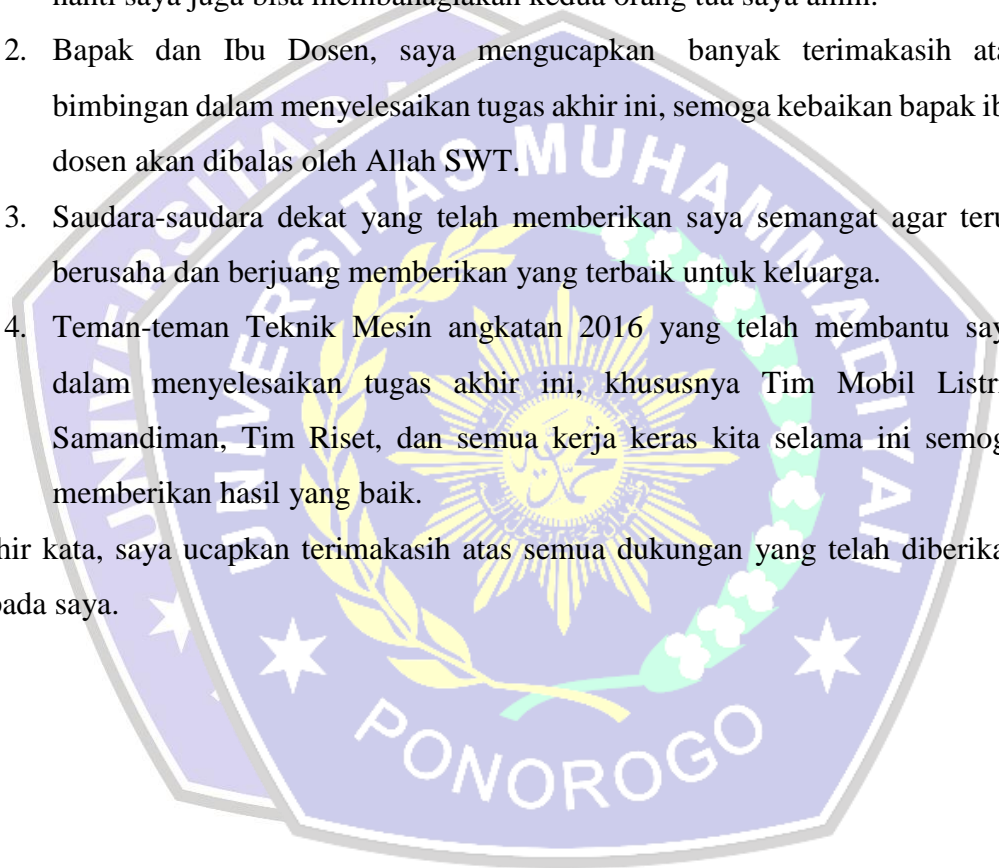 nanti saya juga bisa membahagiakan kedua orang tua saya amin.
2. Bapak dan Ibu Dosen, saya mengucapkan banyak terimakasih ata
bimbingan dalam menyelesaikan tugas akhir ini, semoga kebaikan bapak ib
dosen akan dibalas oleh Allah SWT.
3. Saudara-saudara dekat yang telah memberikan saya semangat agar teru
berusaha dan berjuang memberikan yang terbaik untuk keluarga.
4. Teman-teman Teknik Mesin angkatan 2016 yang telah membantu say
dalam menyelesaikan tugas akhir ini, khususnya Tim Mobil Listri
Samandiman, Tim Riset, dan semua kerja keras kita selama ini semog
memberikan hasil yang baik.
hir kata, saya ucapkan terimakasih atas semua dukungan yang telah diberika
pada saya.
UNIVERSITAS MUHAMMADIYAH
PONOROGO